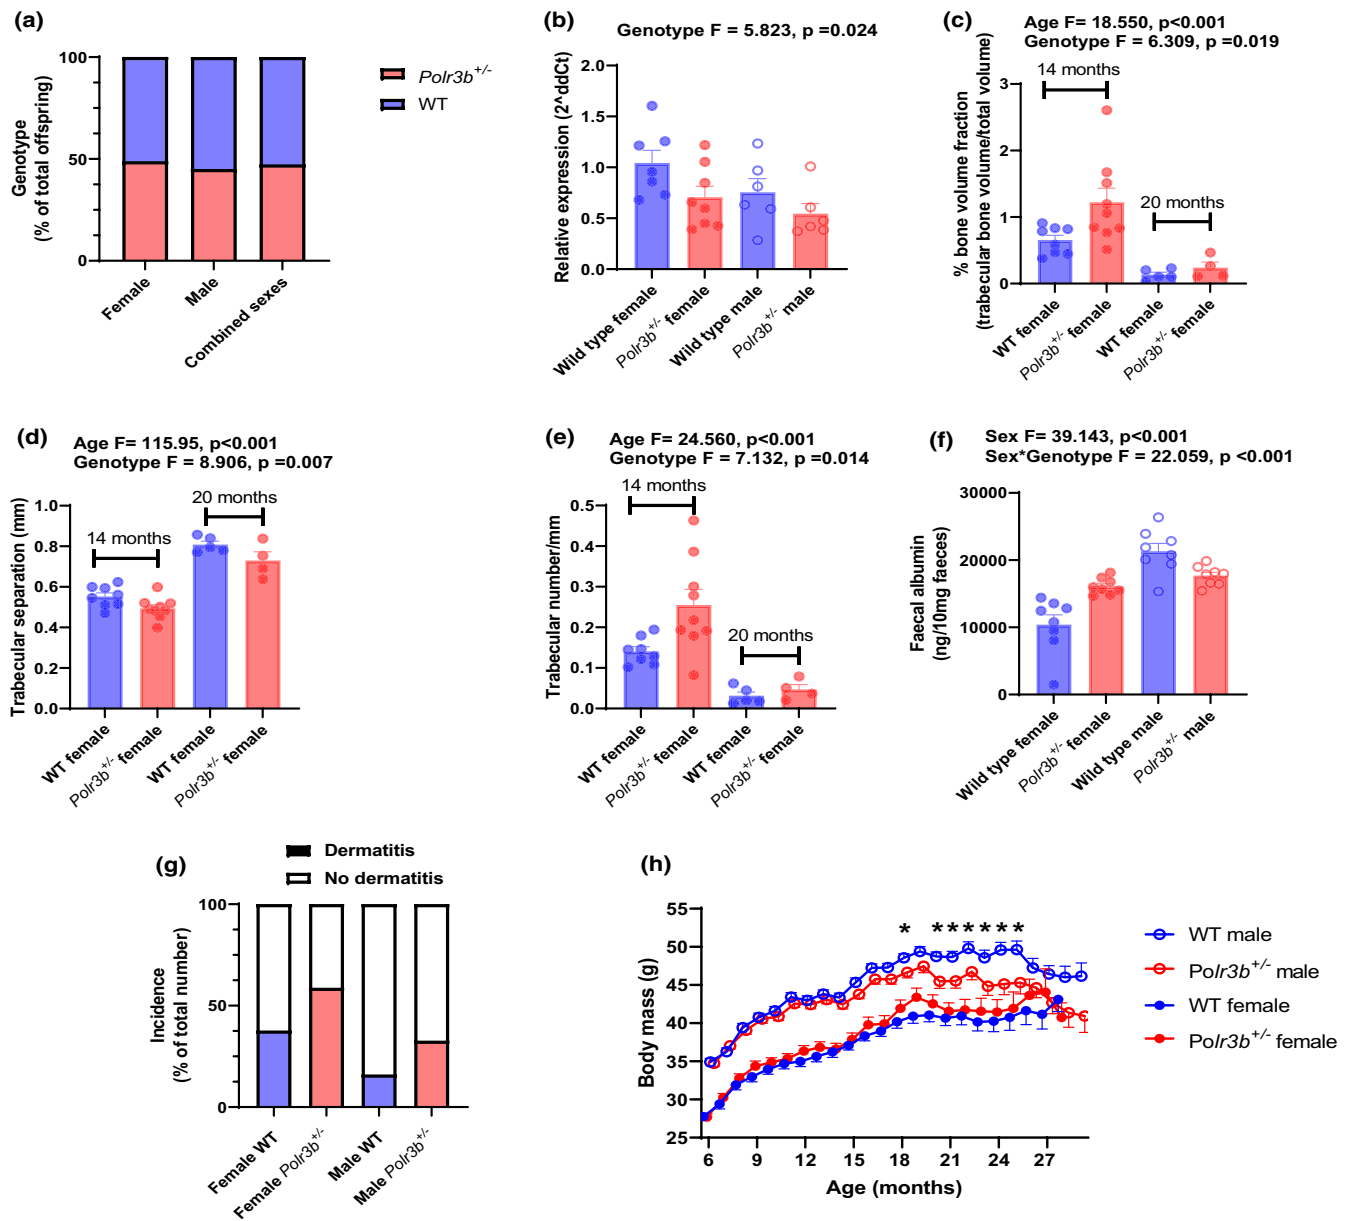 (a)
100
50
0
Genotype
(% of total offspring)
Female
Male
Combined sexes
Polr3b+/-
WT
(b)
Genotype F = 5.823, p =0.024
2.0
1.5
1.0
0.5
0.0
Relative expression (2^ddCt)
Wild type female
Polr3b+/- female
Wild type male
Polr3b+/- male
(c)
Age F= 18.550, p<0.001
Genotype F = 6.309, p =0.019
14 months
20 months
3
2
1
0
% bone volume fraction
(trabecular bone volume/total volume)
WT female
Polr3b+/- female
WT female
Polr3b+/- female
(d)
Age F= 115.95, p<0.001
Genotype F = 8.906, p =0.007
20 months
14 months
1.0
0.8
0.6
0.4
0.2
0.0
Trabecular separation (mm)
WT female
Polr3b+/- female
WT female
Polr3b+/- female
(e)
Age F= 24.560, p<0.001
Genotype F = 7.132, p =0.014
14 months
20 months
0.5
0.4
0.3
0.2
0.1
0.0
Trabecular number/mm
WT female
Polr3b+/- female
WT female
Polr3b+/- female
(f)
Sex F= 39.143, p<0.001
Sex*Genotype F = 22.059, p <0.001
30000
20000
10000
0
Faecal albumin
(ng/10mg faeces)
Wild type female
Polr3b+/- female
Wild type male
Polr3b+/- male
(g)
Dermatitis
No dermatitis
100
50
0
Incidence
(% of total number)
Female WT
Female Polr3b+/-
Male WT
Male Polr3b+/-
(h)
55
50
45
40
35
30
25
Body mass (g)
* * * * * * *
6 9 12 15 18 21 24 27
Age (months)
WT male
Polr3b+/- male
WT female
Polr3b+/- female